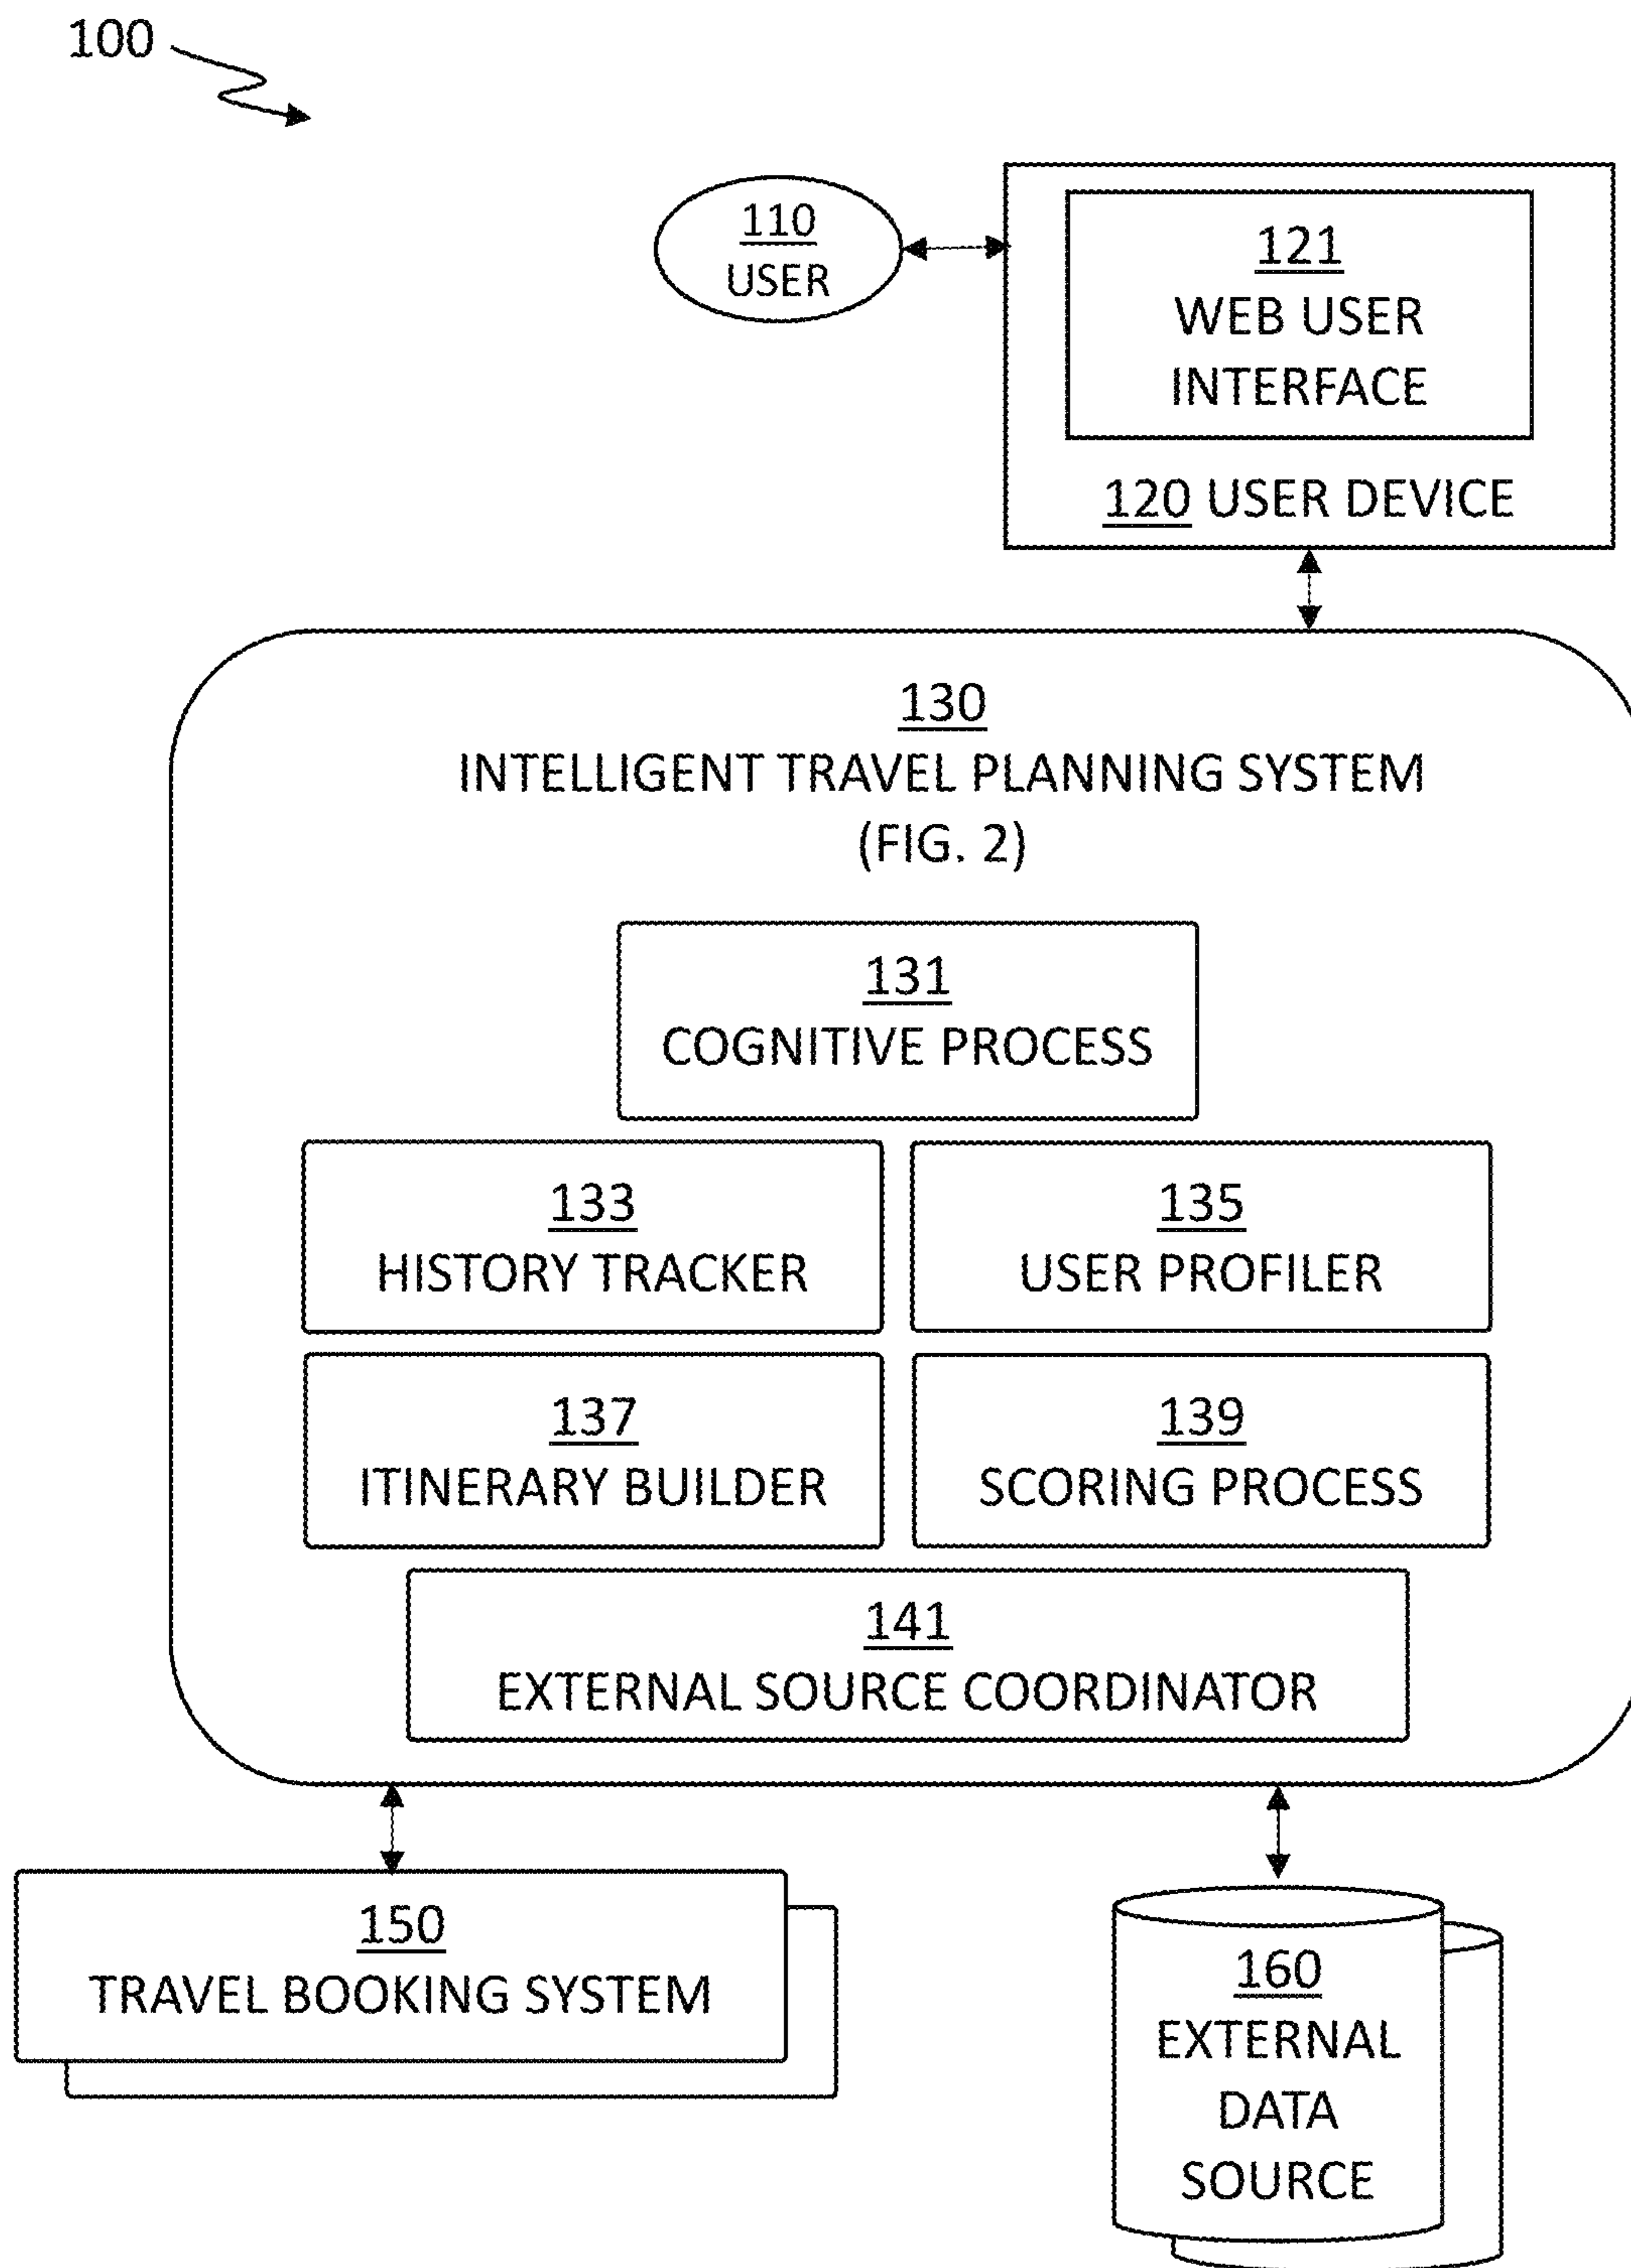 100
110
USER
121
WEB USER
INTERFACE
120 USER DEVICE
130
INTELLIGENT TRAVEL PLANNING SYSTEM
(FIG. 2)
131
COGNITIVE PROCESS
133
HISTORY TRACKER
135
USER PROFILER
137
ITINERARY BUILDER
139
SCORING PROCESS
141
EXTERNAL SOURCE COORDINATOR
150
TRAVEL BOOKING SYSTEM
160
EXTERNAL
DATA
SOURCE